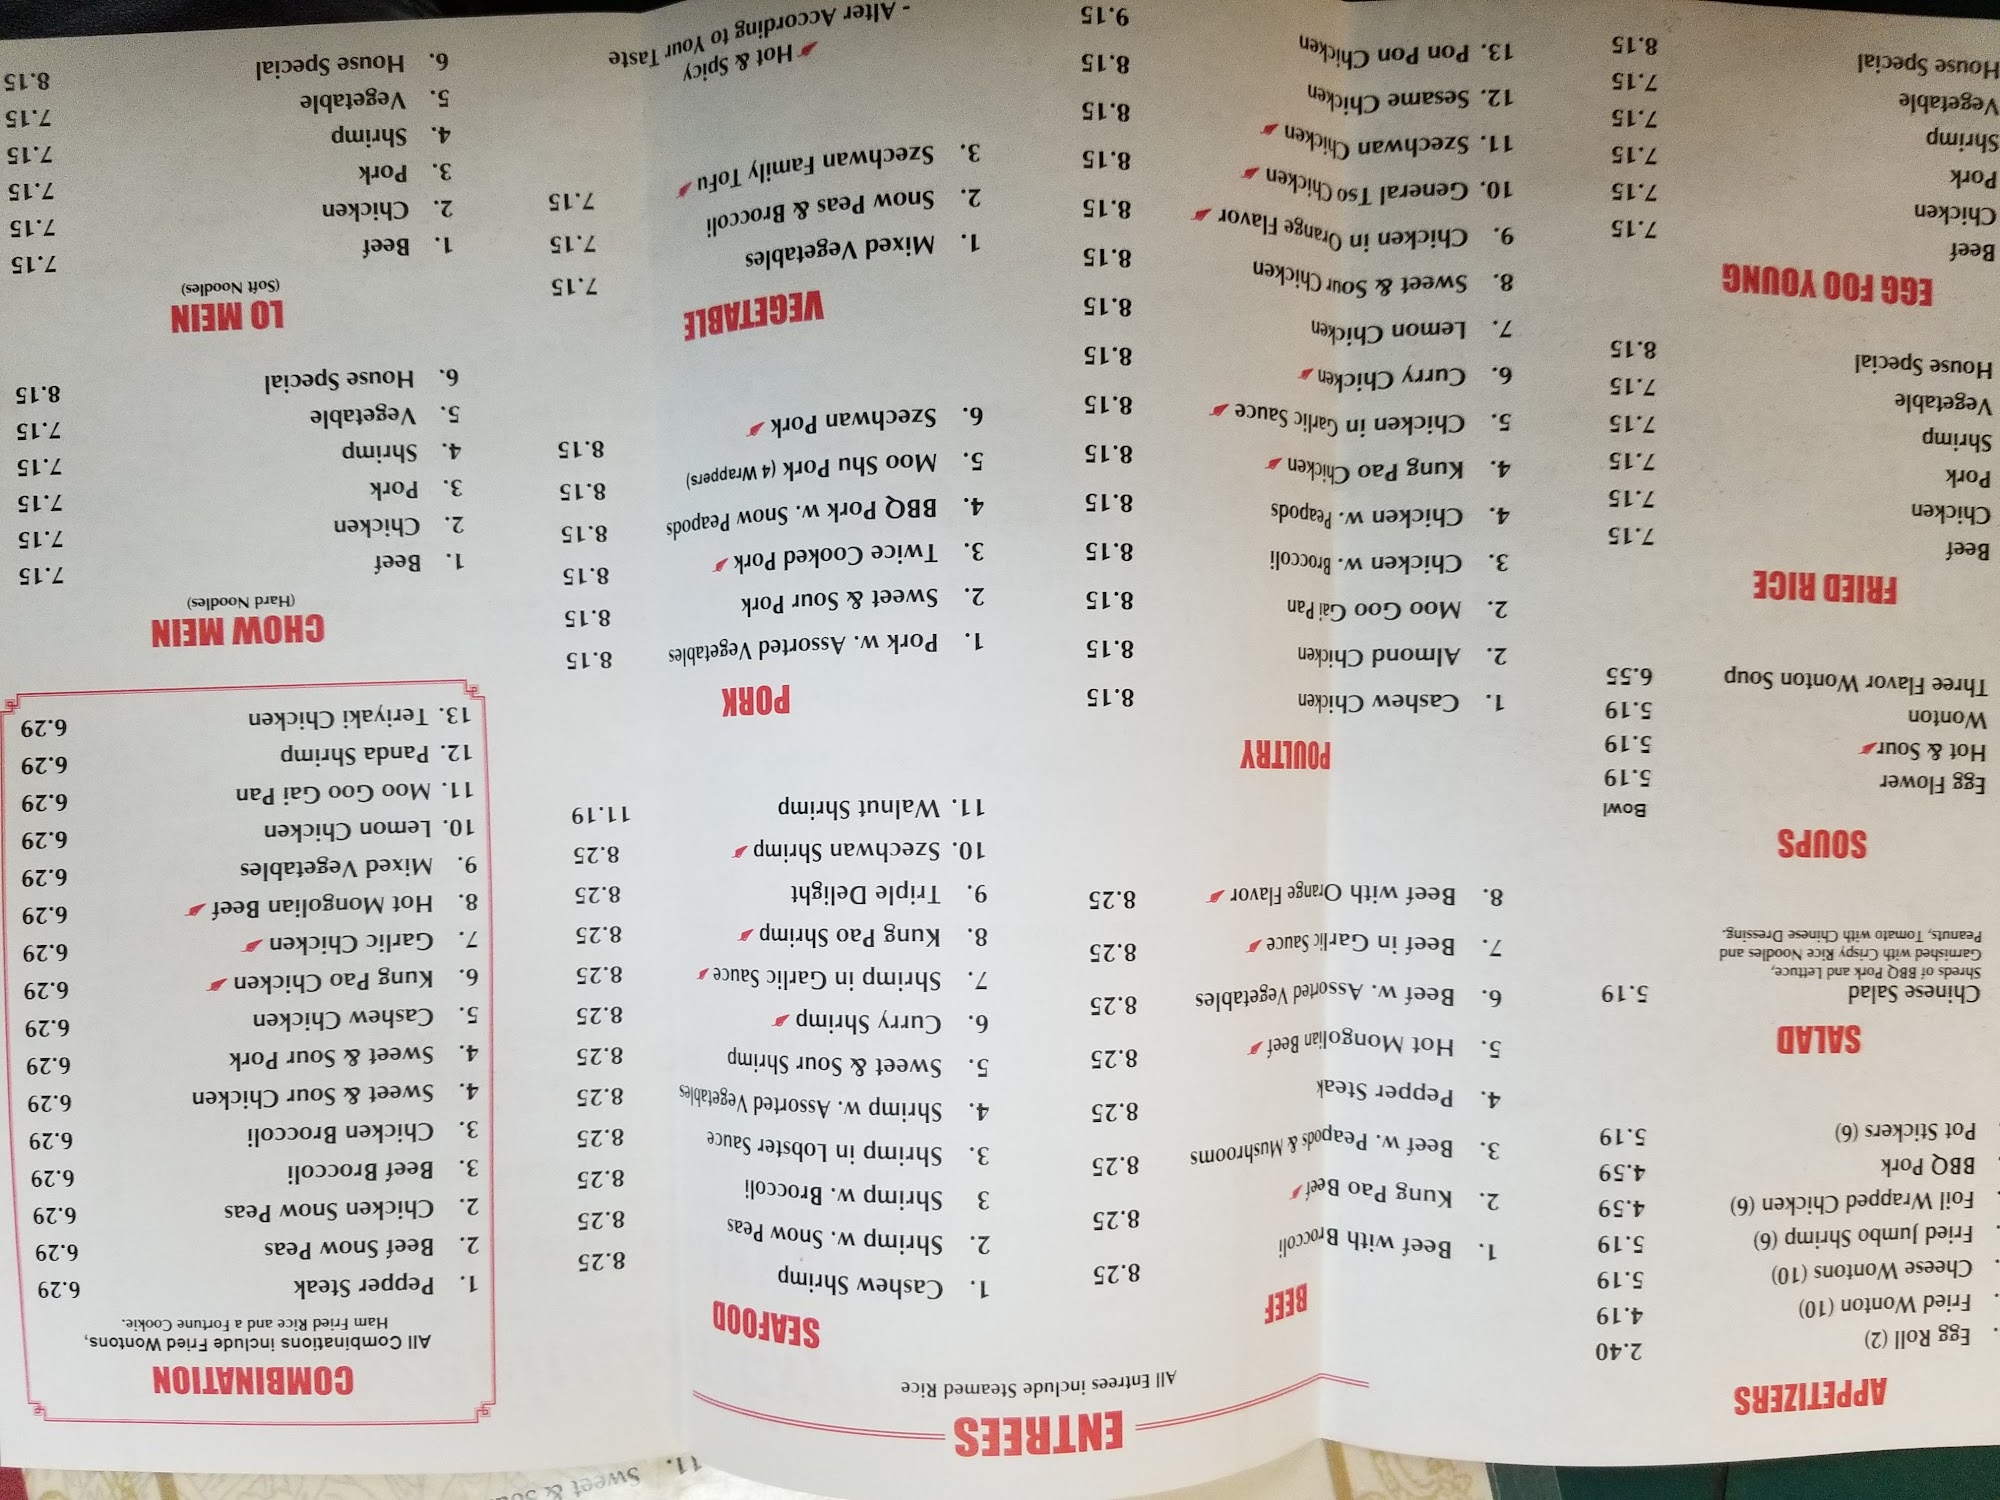 11. Sweet & Sou
APPETIZERS
. Egg Roll (2) 2.40
. Fried Wonton (10) 4.19
. Cheese Wontons (10) 5.19
. Fried Jumbo Shrimp (6) 5.19
. Foil Wrapped Chicken (6) 4.59
. BBQ Pork 4.59
. Pot Stickers (6) 5.19
SALAD
Chinese Salad 5.19
Shreds of BBQ Pork and Lettuce,
Garnished with Crispy Rice Noodles and
Peanuts, Tomato with Chinese Dressing.
SOUPS
Bowl
Egg Flower 5.19
Hot & Sour 5.19
Wonton 5.19
Three Flavor Wonton Soup 6.55
FRIED RICE
Beef 7.15
Chicken 7.15
Pork 7.15
Shrimp 7.15
Vegetable 7.15
House Special 8.15
EGG FOO YOUNG
Beef 7.15
Chicken 7.15
Pork 7.15
Shrimp 7.15
Vegetable 7.15
House Special 8.15
ENTREES
All Entrees include Steamed Rice
BEEF
1. Beef with Broccoli 8.25
2. Kung Pao Beef 8.25
3. Beef w. Peapods & Mushrooms 8.25
4. Pepper Steak 8.25
5. Hot Mongolian Beef 8.25
6. Beef w. Assorted Vegetables 8.25
7. Beef in Garlic Sauce 8.25
8. Beef with Orange Flavor 8.25
POULTRY
1. Cashew Chicken 8.15
2. Almond Chicken 8.15
2. Moo Goo Gai Pan 8.15
3. Chicken w. Broccoli 8.15
4. Chicken w. Peapods 8.15
4. Kung Pao Chicken 8.15
5. Chicken in Garlic Sauce 8.15
6. Curry Chicken 8.15
7. Lemon Chicken 8.15
8. Sweet & Sour Chicken 8.15
9. Chicken in Orange Flavor 8.15
10. General Tso Chicken 8.15
11. Szechwan Chicken 8.15
12. Sesame Chicken 8.15
13. Pon Pon Chicken 9.15
SEAFOOD
1. Cashew Shrimp 8.25
2. Shrimp w. Snow Peas 8.25
3 Shrimp w. Broccoli 8.25
3. Shrimp in Lobster Sauce 8.25
4. Shrimp w. Assorted Vegetables 8.25
5. Sweet & Sour Shrimp 8.25
6. Curry Shrimp 8.25
7. Shrimp in Garlic Sauce 8.25
8. Kung Pao Shrimp 8.25
9. Triple Delight 8.25
10. Szechwan Shrimp 8.25
11. Walnut Shrimp 11.19
PORK
1. Pork w. Assorted Vegetables 8.15
2. Sweet & Sour Pork 8.15
3. Twice Cooked Pork 8.15
4. BBQ Pork w. Snow Peapods 8.15
5. Moo Shu Pork (4 Wrappers) 8.15
6. Szechwan Pork 8.15
VEGETABLE
1. Mixed Vegetables 7.15
2. Snow Peas & Broccoli 7.15
3. Szechwan Family ToFu 7.15
Hot & Spicy
- Alter According to Your Taste
COMBINATION
All Combinations include Fried Wontons,
Ham Fried Rice and a Fortune Cookie.
1. Pepper Steak 6.29
2. Beef Snow Peas 6.29
2. Chicken Snow Peas 6.29
3. Beef Broccoli 6.29
3. Chicken Broccoli 6.29
4. Sweet & Sour Chicken 6.29
4. Sweet & Sour Pork 6.29
5. Cashew Chicken 6.29
6. Kung Pao Chicken 6.29
7. Garlic Chicken 6.29
8. Hot Mongolian Beef 6.29
9. Mixed Vegetables 6.29
10. Lemon Chicken 6.29
11. Moo Goo Gai Pan 6.29
12. Panda Shrimp 6.29
13. Teriyaki Chicken 6.29
CHOW MEIN
(Hard Noodles)
1. Beef 7.15
2. Chicken 7.15
3. Pork 7.15
4. Shrimp 7.15
5. Vegetable 7.15
6. House Special 8.15
LO MEIN
(Soft Noodles)
1. Beef 7.15
2. Chicken 7.15
3. Pork 7.15
4. Shrimp 7.15
5. Vegetable 7.15
6. House Special 8.15